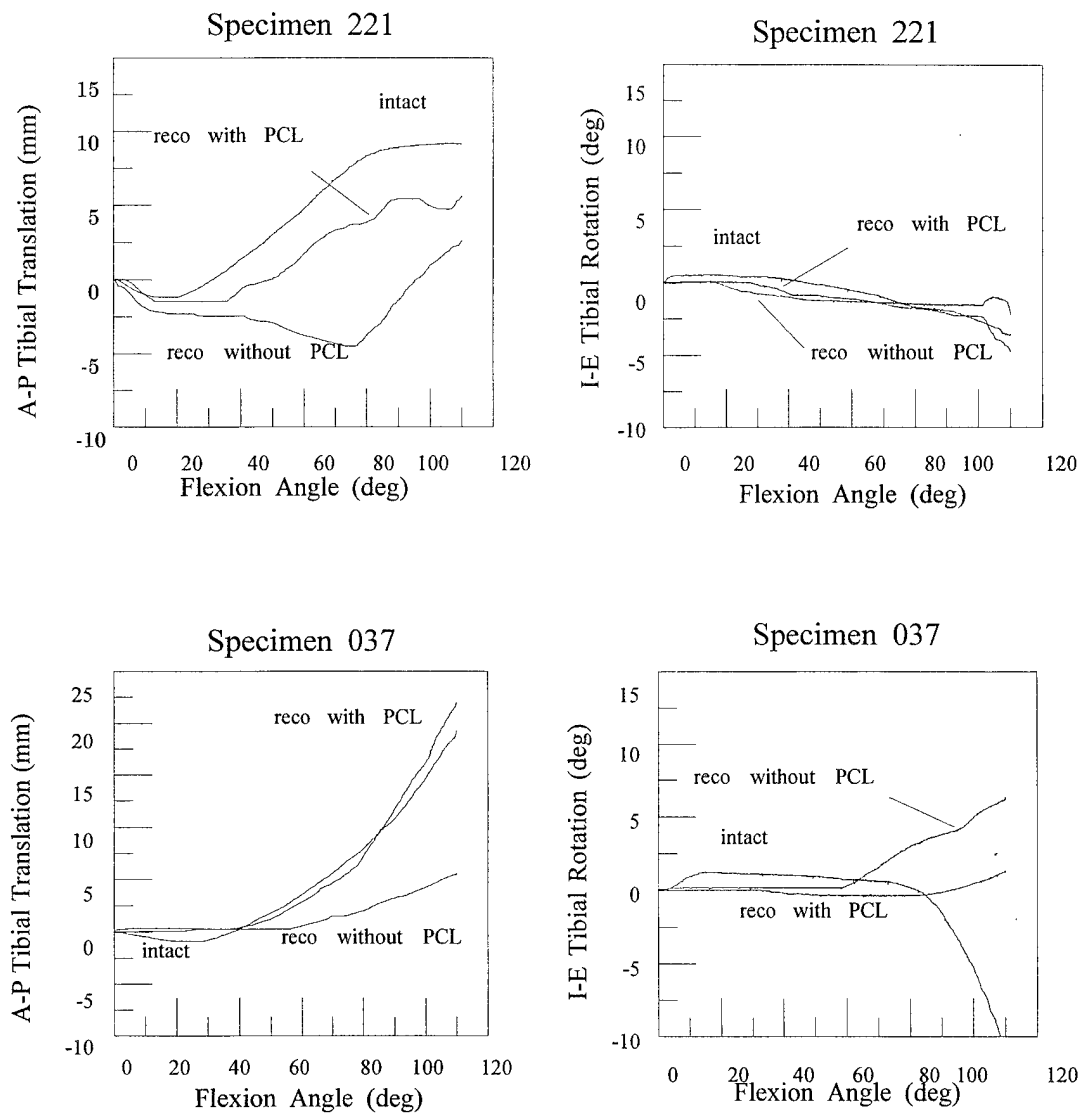 Specimen 221
A-P Tibial Translation (mm)
15
10
5
0
-5
-10
intact
reco with PCL
reco without PCL
0 20 40 60 80 100 120
Flexion Angle (deg)
Specimen 221
I-E Tibial Rotation (deg)
15
10
5
0
-5
-10
intact
reco with PCL
reco without PCL
0 20 40 60 80 100 120
Flexion Angle (deg)
Specimen 037
A-P Tibial Translation (mm)
25
20
15
10
5
0
-5
-10
reco with PCL
reco without PCL
intact
0 20 40 60 80 100 120
Flexion Angle (deg)
Specimen 037
I-E Tibial Rotation (deg)
15
10
5
0
-5
-10
reco without PCL
intact
reco with PCL
0 20 40 60 80 100 120
Flexion Angle (deg)